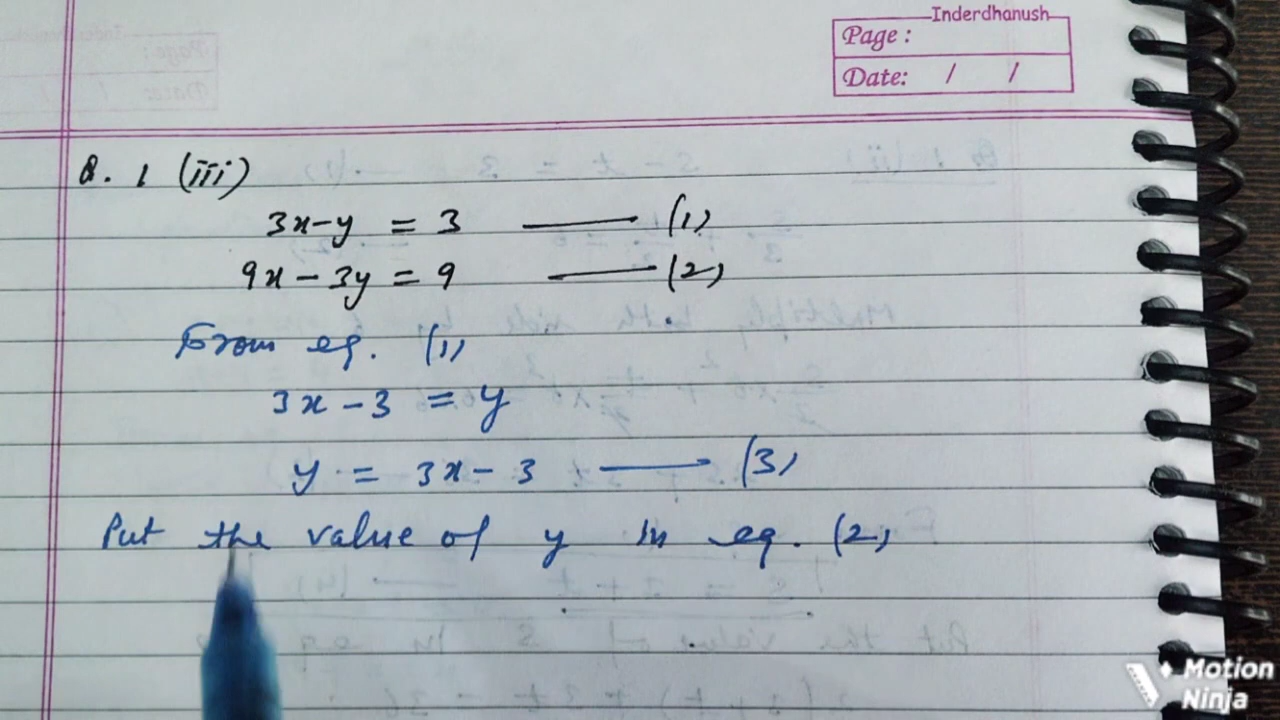 Inderdhanush
Page :
Date: / /
Q. 1 (iii)
3x - y = 3 —— (1)
9x - 3y = 9 —— (2)
From eq. (1)
3x - 3 = y
y = 3x - 3 —— (3)
Put the value of y in eq. (2)
Motion
Ninja